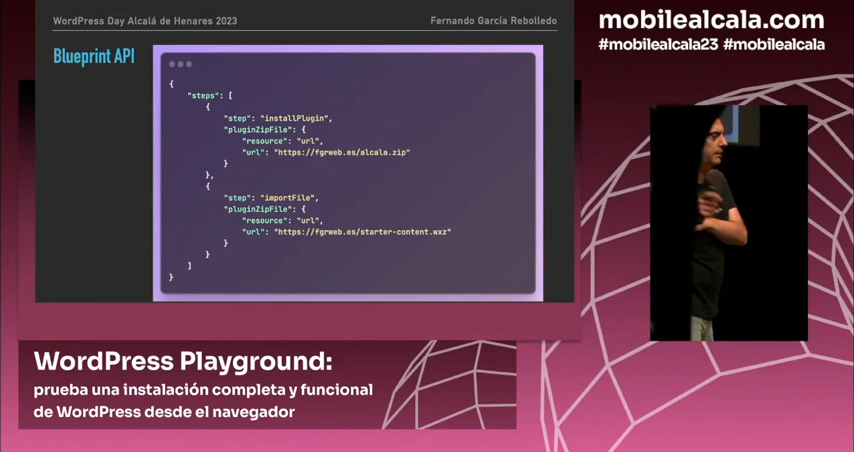 WordPress Day Alcalá de Henares 2023
Fernando García Rebolledo
Blueprint API
{
"steps": [
{
"step": "installPlugin",
"pluginZipFile": {
"resource": "url",
"url": "https://fgrweb.es/alcala.zip"
}
},
{
"step": "importFile",
"pluginZipFile": {
"resource": "url",
"url": "https://fgrweb.es/starter-content.wxz"
}
}
]
}
mobilealcala.com
#mobilealcala23 #mobilealcala
WordPress Playground:
prueba una instalación completa y funcional
de WordPress desde el navegador